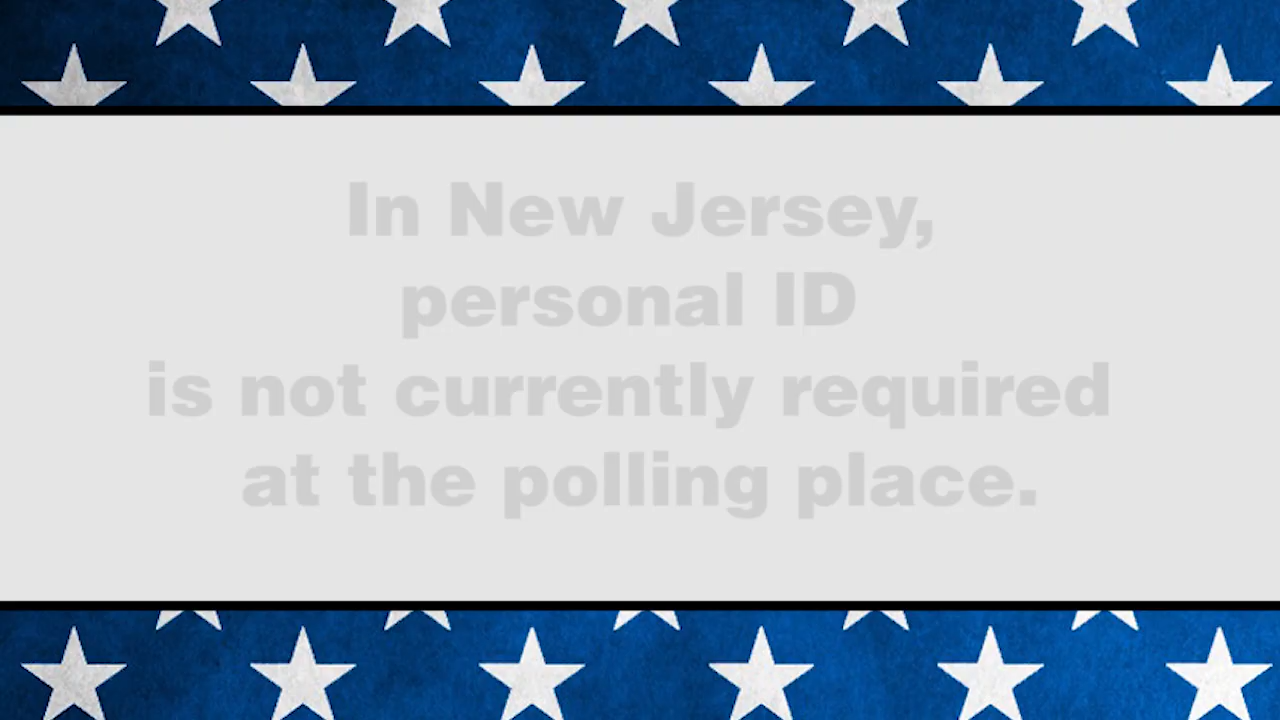 In New Jersey,
personal ID
is not currently required
at the polling place.